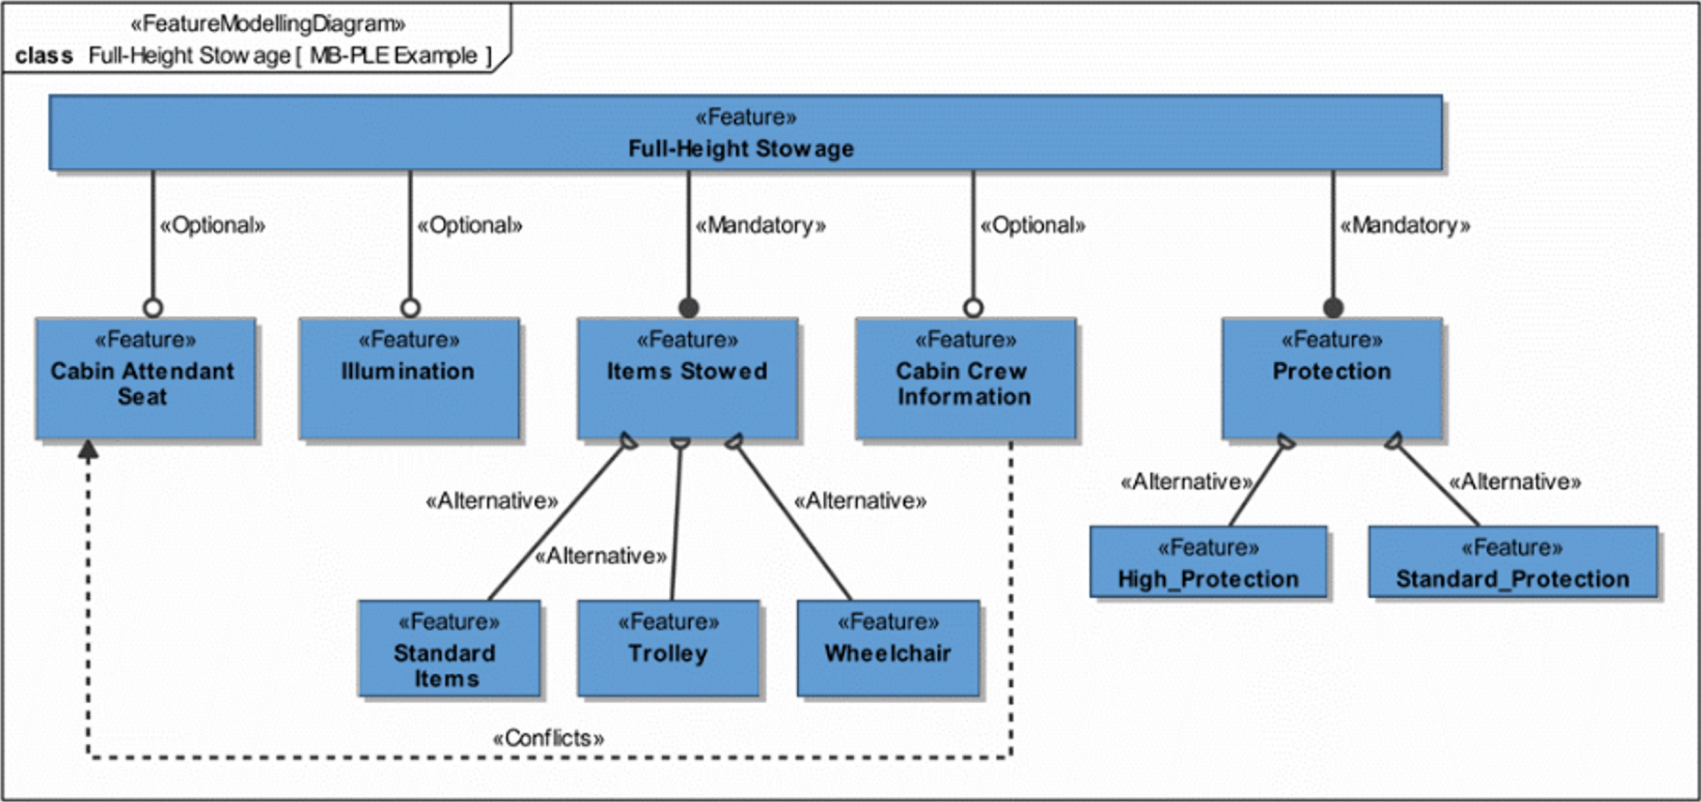 «FeatureModellingDiagram»
class Full-Height Stowage [ MB-PLE Example ]
«Feature»
Full-Height Stowage
«Optional»
«Optional»
«Mandatory»
«Optional»
«Mandatory»
«Feature»
Cabin Attendant
Seat
«Feature»
Illumination
«Feature»
Items Stowed
«Feature»
Cabin Crew
Information
«Feature»
Protection
«Alternative»
«Alternative»
«Alternative»
«Alternative»
«Alternative»
«Feature»
High_Protection
«Feature»
Standard_Protection
«Feature»
Standard
Items
«Feature»
Trolley
«Feature»
Wheelchair
«Conflicts»